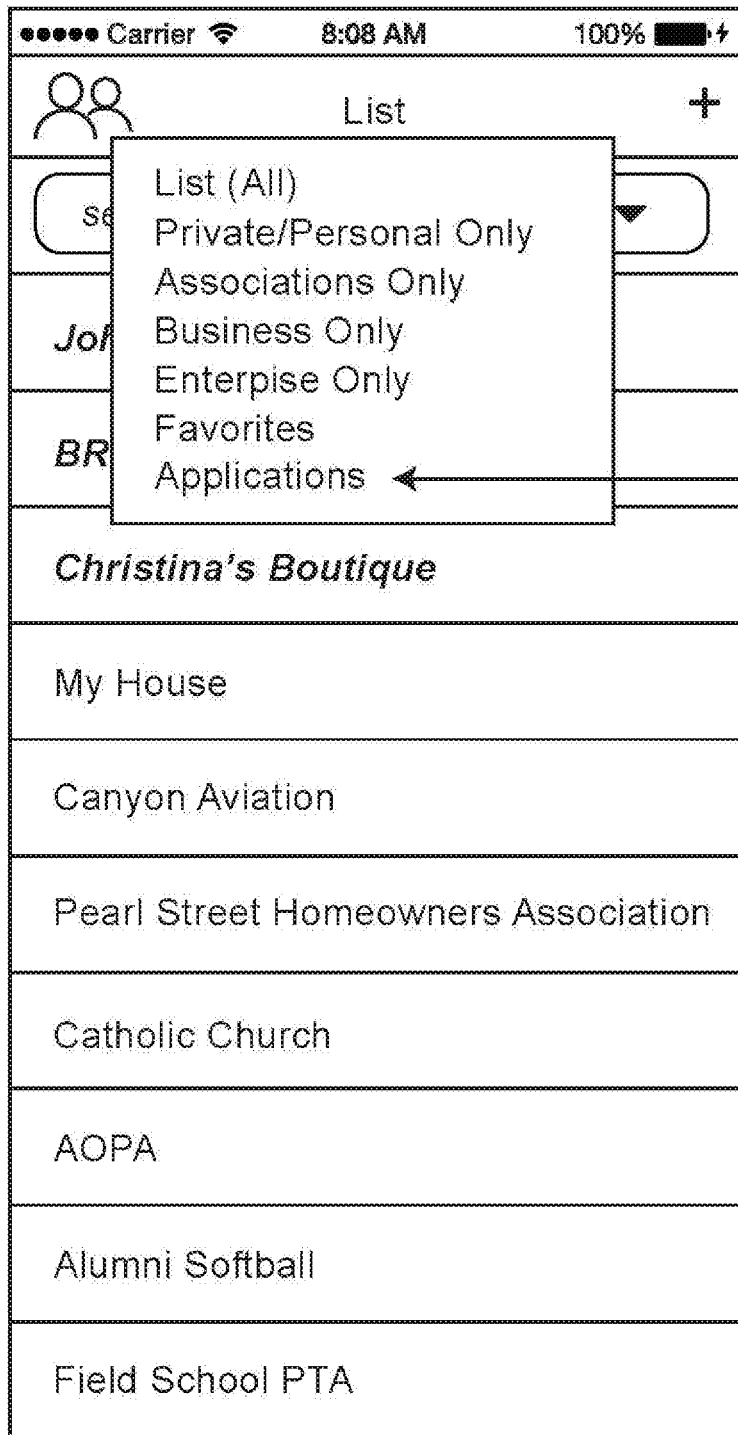 Carrier 8:08 AM 100%
List +
List (All)
Private/Personal Only
Associations Only
Business Only
Enterpise Only
Favorites
Applications
Christina's Boutique
My House
Canyon Aviation
Pearl Street Homeowners Association
Catholic Church
AOPA
Alumni Softball
Field School PTA